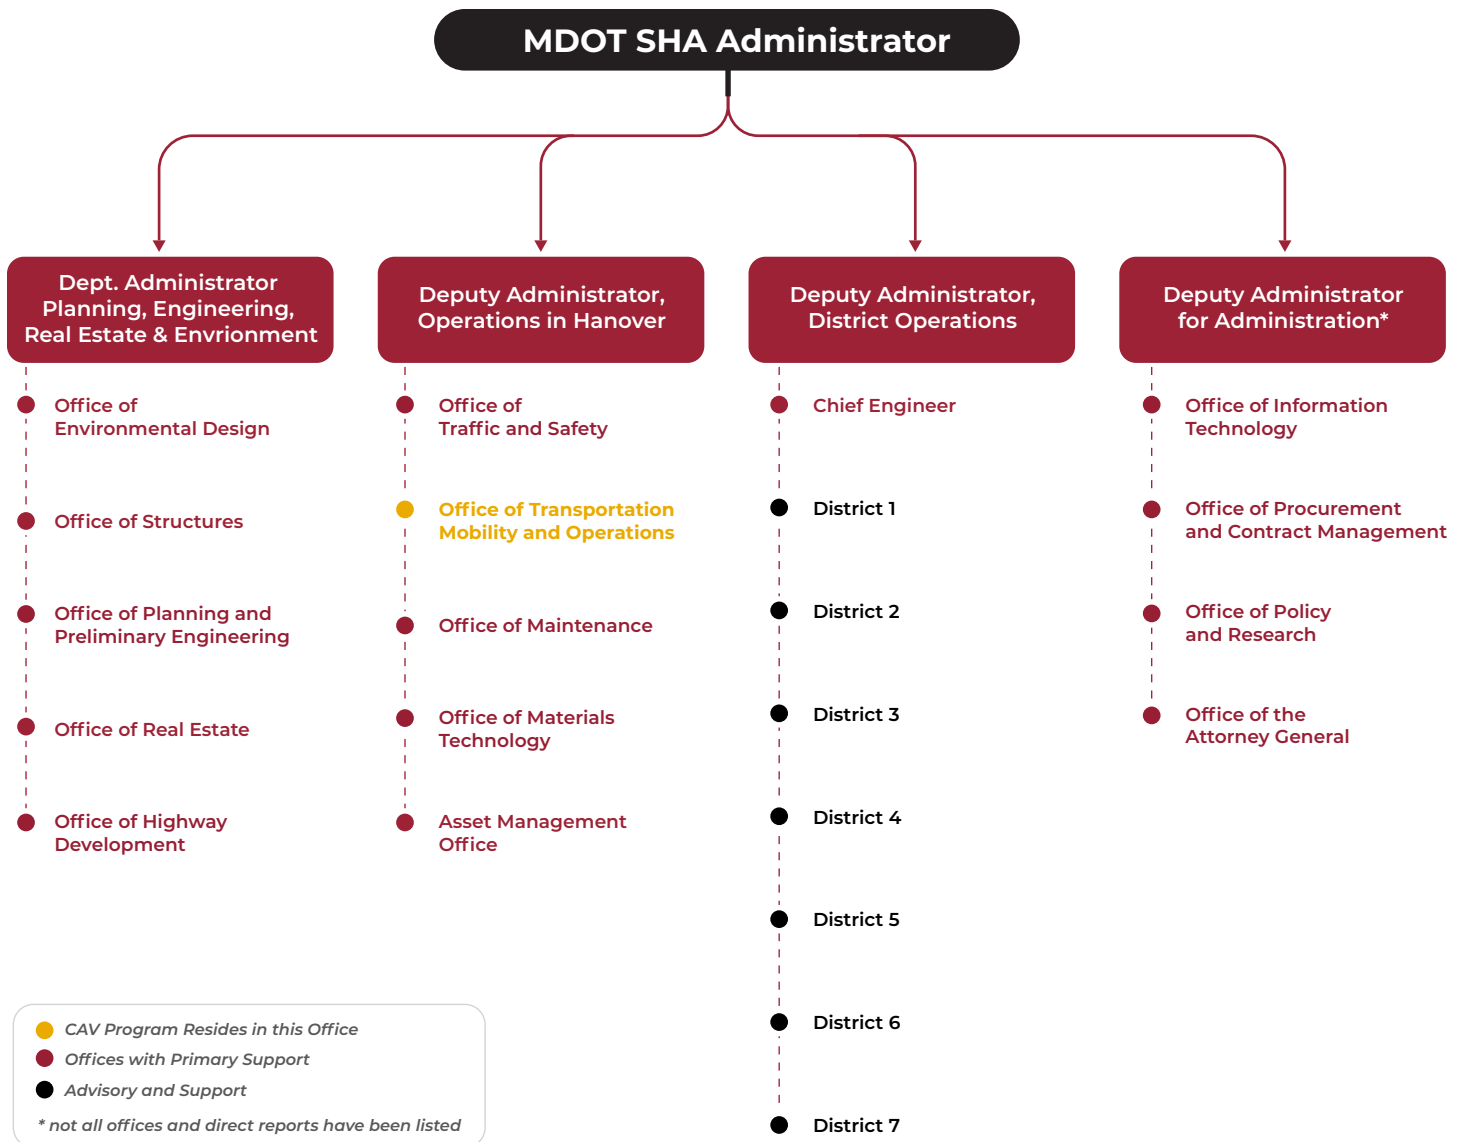 MDOT SHA Administrator
Dept. Administrator
Planning, Engineering,
Real Estate & Envrionment
Office of
Environmental Design
Office of Structures
Office of Planning and
Preliminary Engineering
Office of Real Estate
Office of Highway
Development
Deputy Administrator,
Operations in Hanover
Office of
Traffic and Safety
Office of Transportation
Mobility and Operations
Office of Maintenance
Office of Materials
Technology
Asset Management
Office
Deputy Administrator,
District Operations
Chief Engineer
District 1
District 2
District 3
District 4
District 5
District 6
District 7
Deputy Administrator
for Administration*
Office of Information
Technology
Office of Procurement
and Contract Management
Office of Policy
and Research
Office of the
Attorney General
CAV Program Resides in this Office
Offices with Primary Support
Advisory and Support
* not all offices and direct reports have been listed